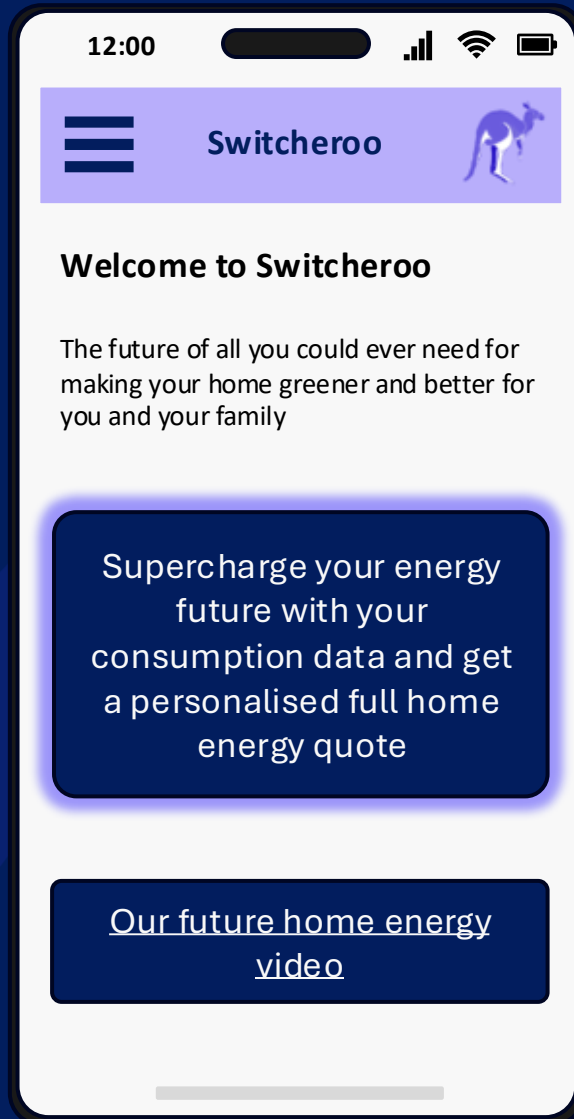 12:00
Switcheroo
Welcome to Switcheroo
The future of all you could ever need for
making your home greener and better for
you and your family
Supercharge your energy
future with your
consumption data and get
a personalised full home
energy quote
Our future home energy
video